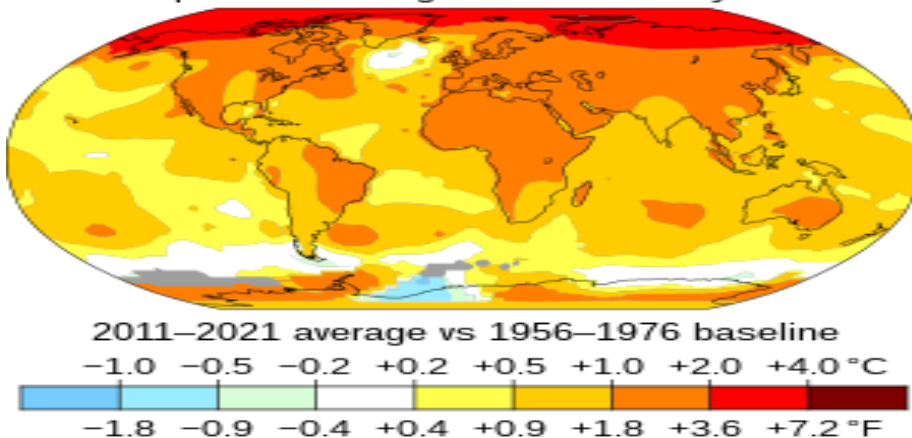 2011–2021 average vs 1956–1976 baseline
−1.0 −0.5 −0.2 +0.2 +0.5 +1.0 +2.0 +4.0 °C
−1.8 −0.9 −0.4 +0.4 +0.9 +1.8 +3.6 +7.2 °F